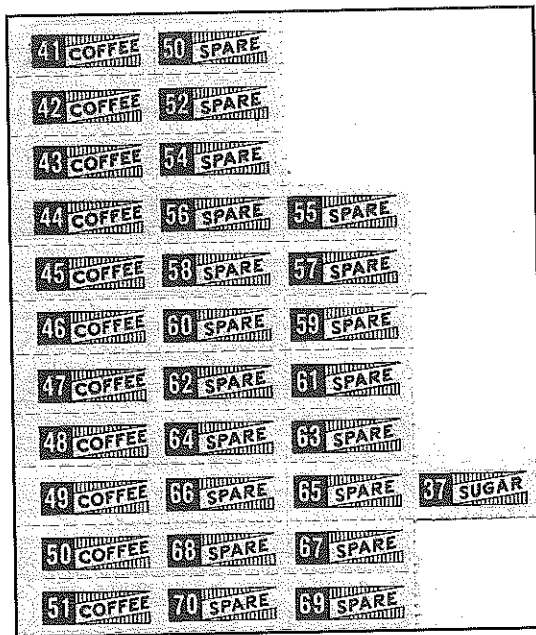 41 COFFEE 50 SPARE
42 COFFEE 52 SPARE
43 COFFEE 54 SPARE
44 COFFEE 56 SPARE 55 SPARE
45 COFFEE 58 SPARE 57 SPARE
46 COFFEE 60 SPARE 59 SPARE
47 COFFEE 62 SPARE 61 SPARE
48 COFFEE 64 SPARE 63 SPARE
49 COFFEE 66 SPARE 65 SPARE 37 SUGAR
50 COFFEE 68 SPARE 67 SPARE
51 COFFEE 70 SPARE 69 SPARE